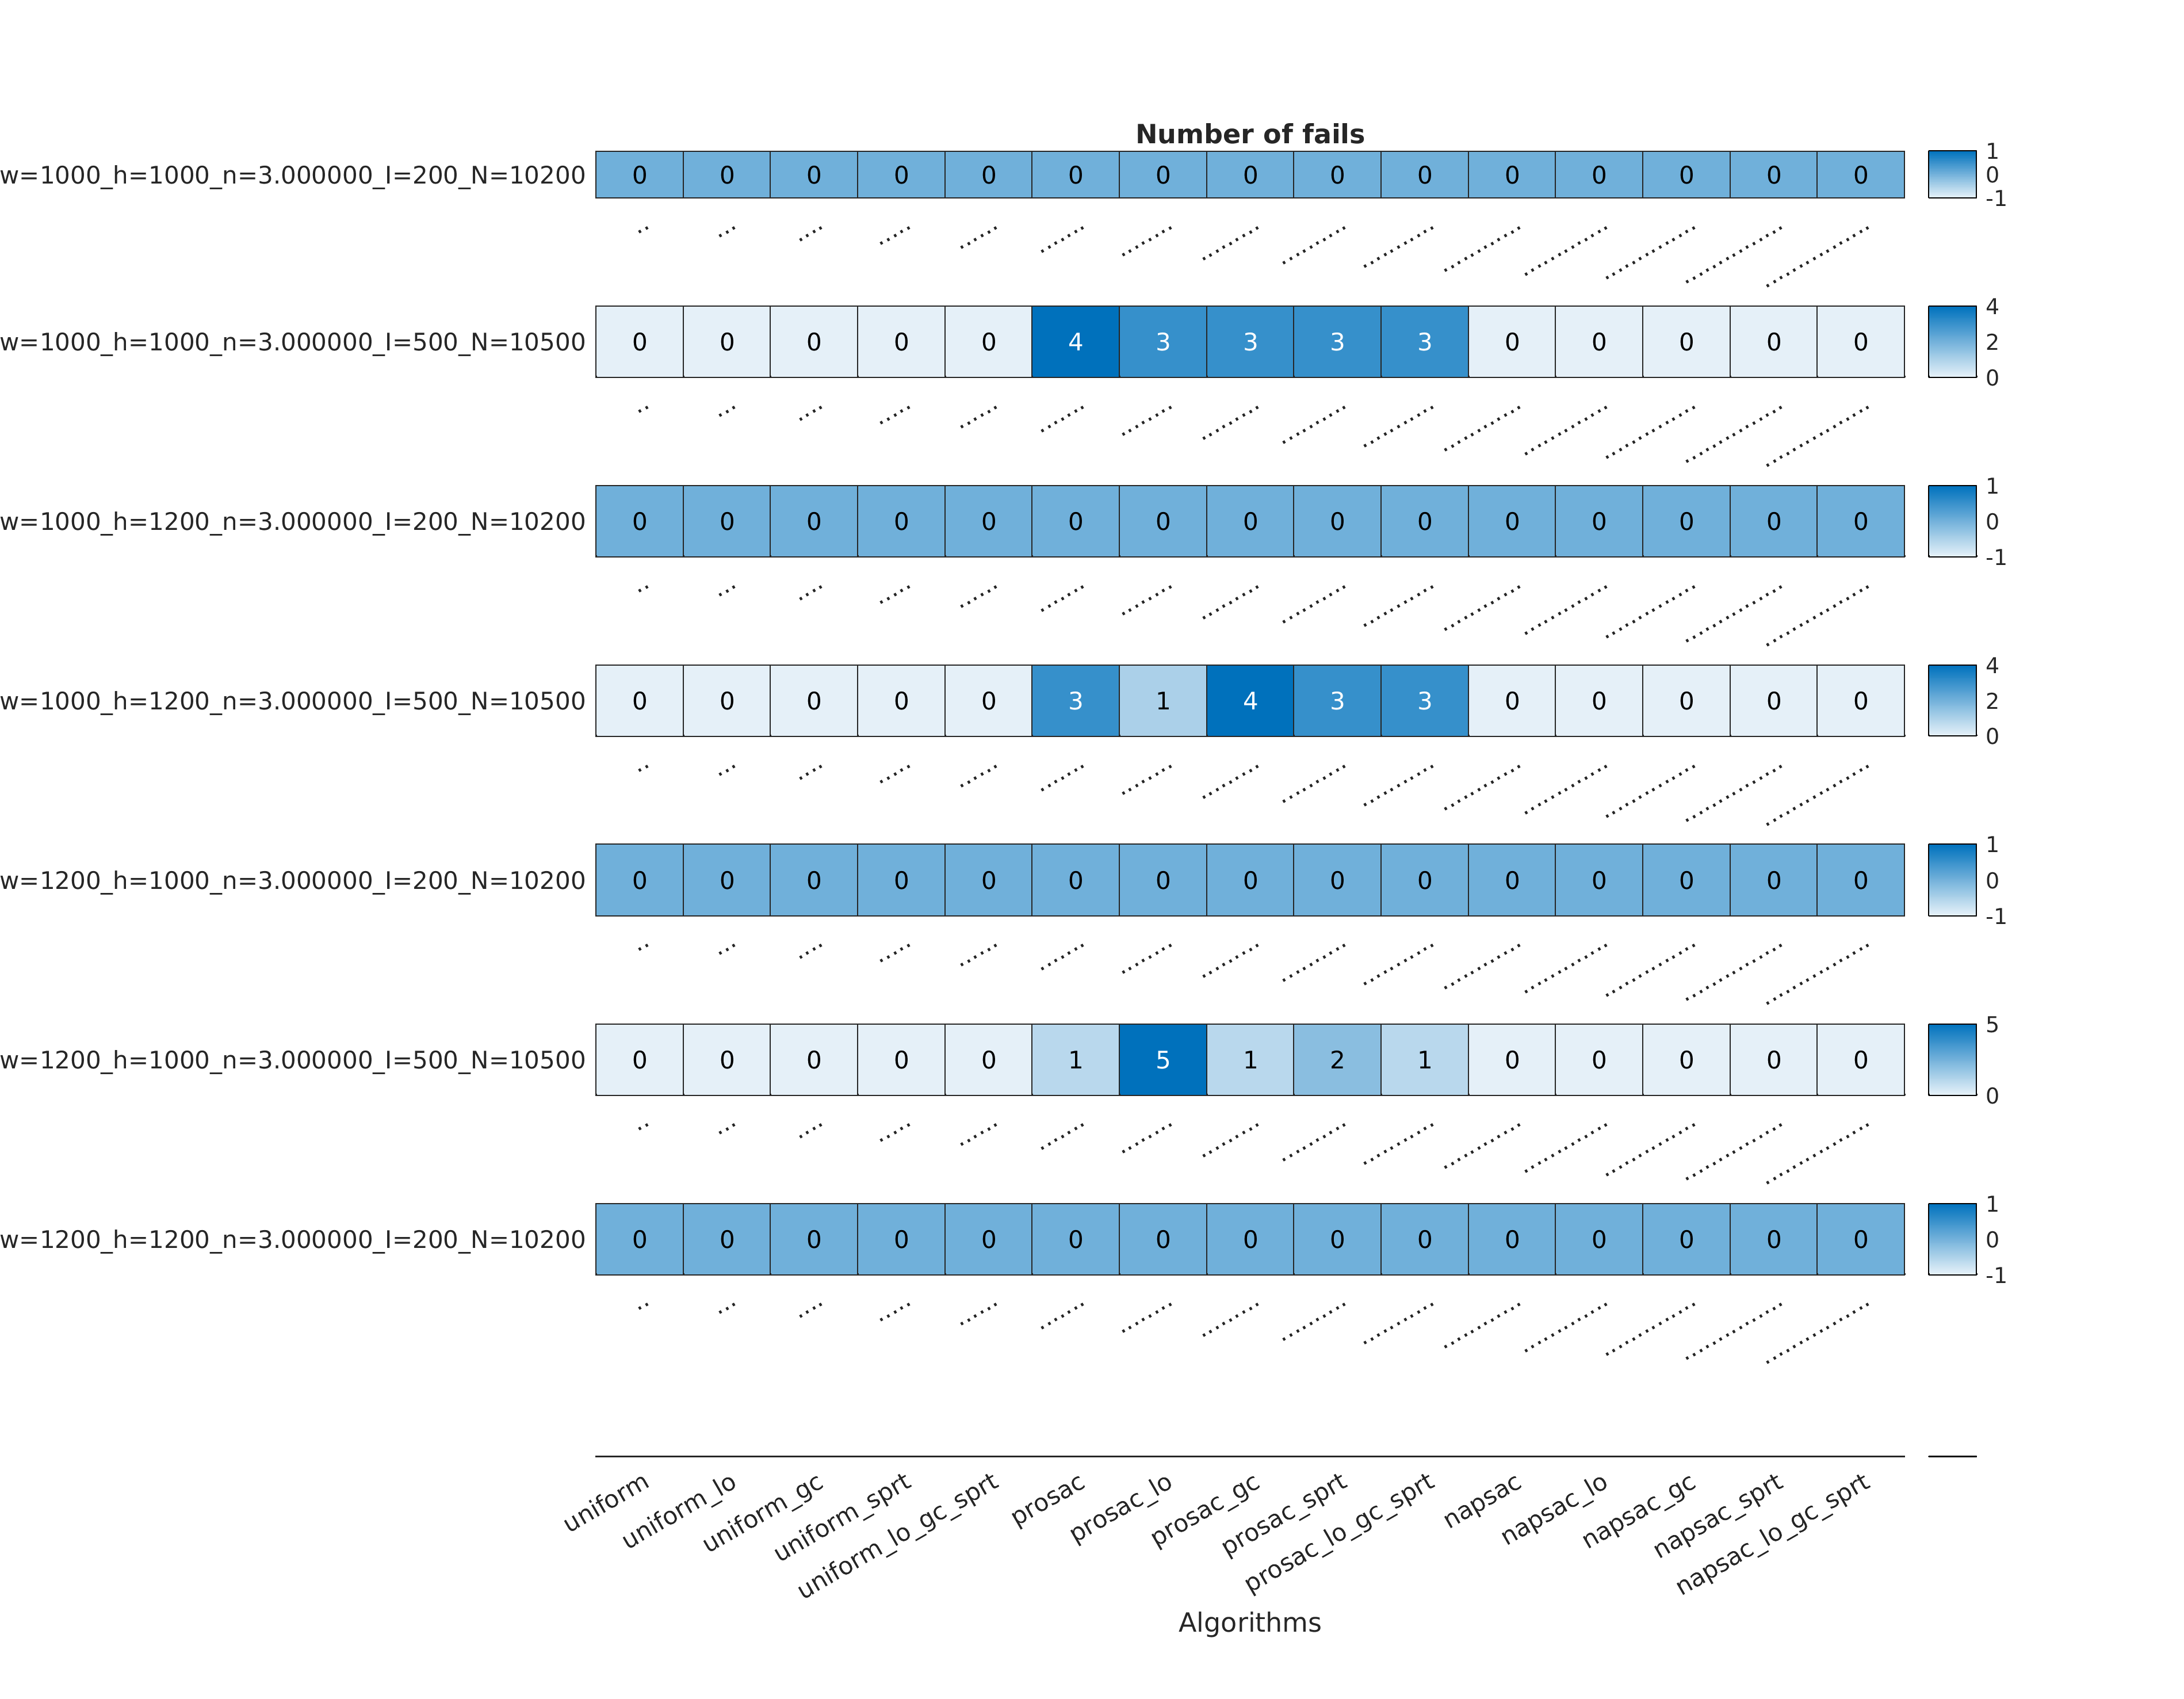 Number of fails
w=1000_h=1000_n=3.000000_I=200_N=10200 0 0 0 0 0 0 0 0 0 0 0 0 0 0 0 1 0 -1
w=1000_h=1000_n=3.000000_I=500_N=10500 0 0 0 0 0 4 3 3 3 3 0 0 0 0 0 4 2 0
w=1000_h=1200_n=3.000000_I=200_N=10200 0 0 0 0 0 0 0 0 0 0 0 0 0 0 0 1 0 -1
w=1000_h=1200_n=3.000000_I=500_N=10500 0 0 0 0 0 3 1 4 3 3 0 0 0 0 0 4 2 0
w=1200_h=1000_n=3.000000_I=200_N=10200 0 0 0 0 0 0 0 0 0 0 0 0 0 0 0 1 0 -1
w=1200_h=1000_n=3.000000_I=500_N=10500 0 0 0 0 0 1 5 1 2 1 0 0 0 0 0 5 0
w=1200_h=1200_n=3.000000_I=200_N=10200 0 0 0 0 0 0 0 0 0 0 0 0 0 0 0 1 0 -1
uniform uniform_lo uniform_gc uniform_sprt uniform_lo_gc_sprt prosac prosac_lo prosac_gc prosac_sprt prosac_lo_gc_sprt napsac napsac_lo napsac_gc napsac_sprt napsac_lo_gc_sprt
Algorithms